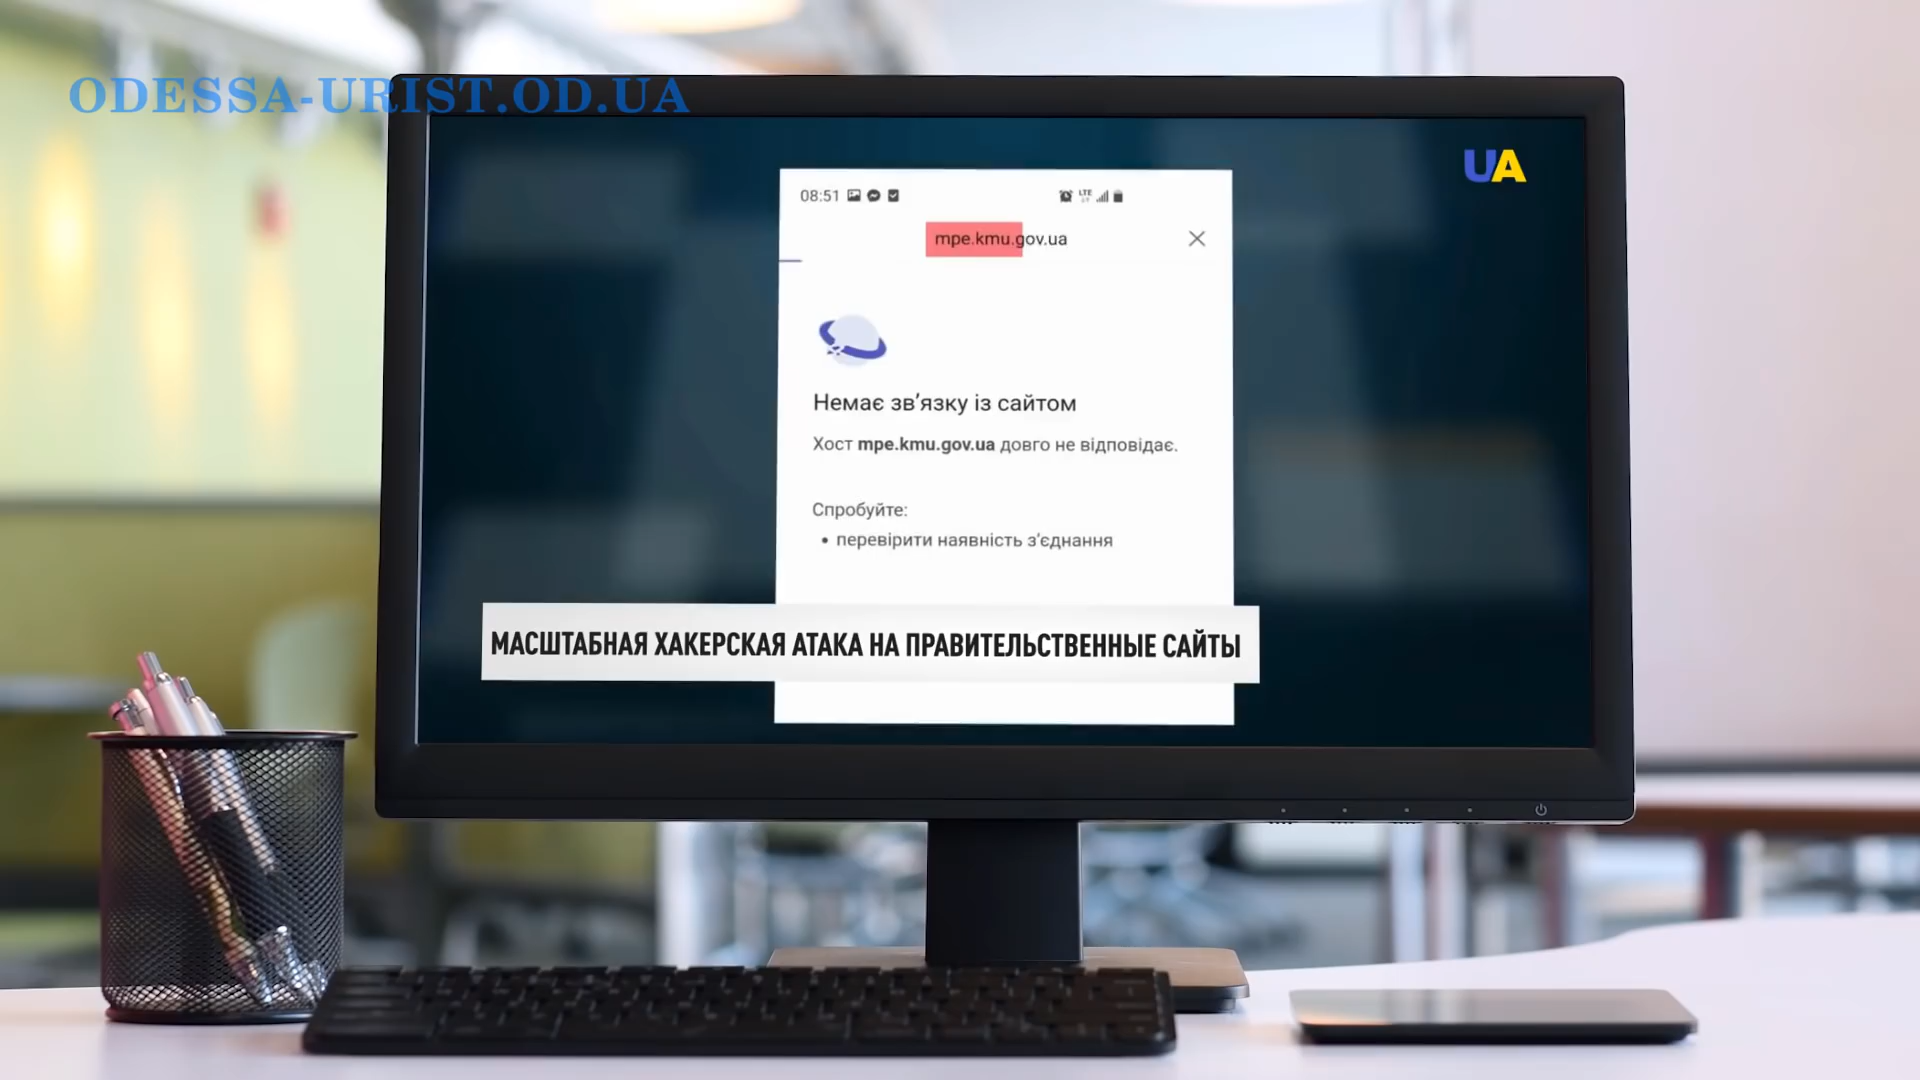 ODESSA-URIST.OD.UA
UA
08:51
LTE
mpe.kmu.gov.ua
Немає зв’язку із сайтом
Хост mpe.kmu.gov.ua довго не відповідає.
Спробуйте:
• перевірити наявність з’єднання
МАСШТАБНАЯ ХАКЕРСКАЯ АТАКА НА ПРАВИТЕЛЬСТВЕННЫЕ САЙТЫ